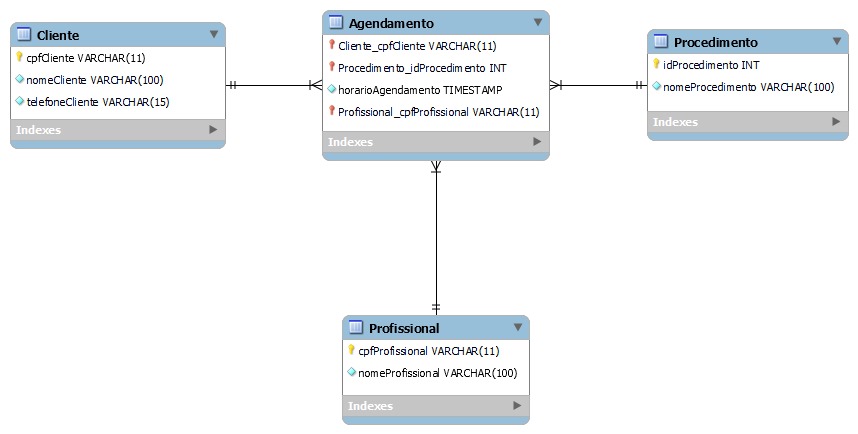 Cliente
cpfCliente VARCHAR(11)
nomeCliente VARCHAR(100)
telefoneCliente VARCHAR(15)
Indexes
Agendamento
Cliente_cpfCliente VARCHAR(11)
Procedimento_idProcedimento INT
horarioAgendamento TIMESTAMP
Profissional_cpfProfissional VARCHAR(11)
Indexes
Procedimento
idProcedimento INT
nomeProcedimento VARCHAR(100)
Indexes
Profissional
cpfProfissional VARCHAR(11)
nomeProfissional VARCHAR(100)
Indexes